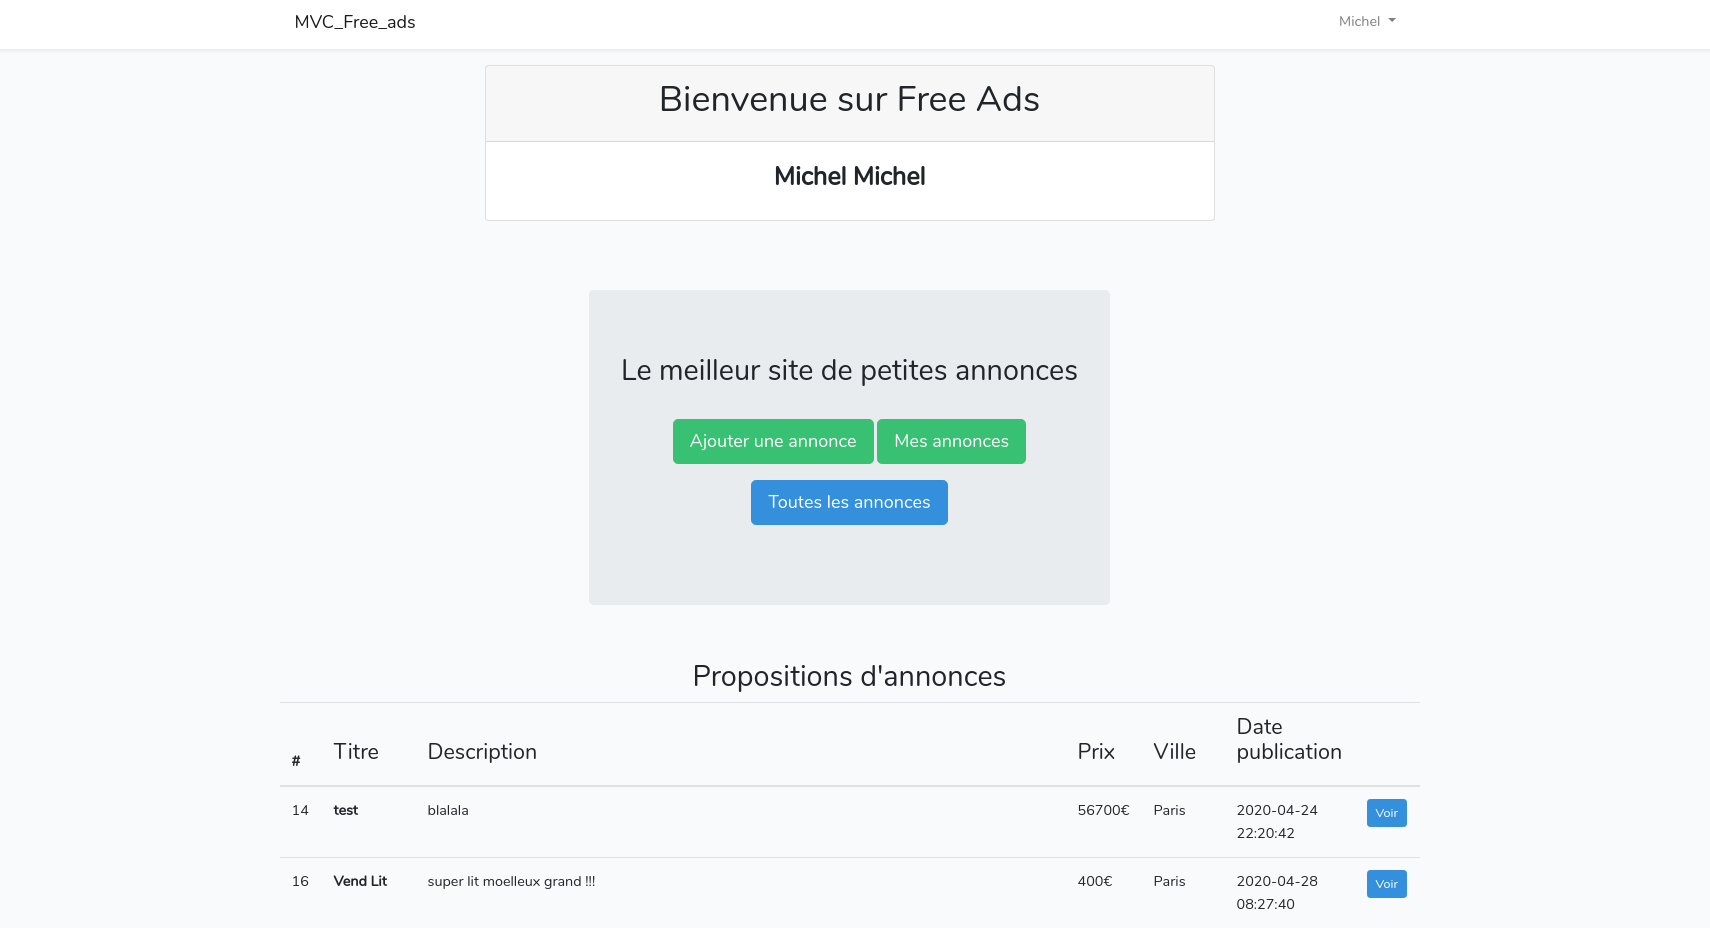 MVC_Free_ads
Michel
Bienvenue sur Free Ads
Michel Michel
Le meilleur site de petites annonces
Ajouter une annonce Mes annonces
Toutes les annonces
Propositions d'annonces
# Titre Description Prix Ville Date publication
14 test blalala 56700€ Paris 2020-04-24 22:20:42 Voir
16 Vend Lit super lit moelleux grand !!! 400€ Paris 2020-04-28 08:27:40 Voir